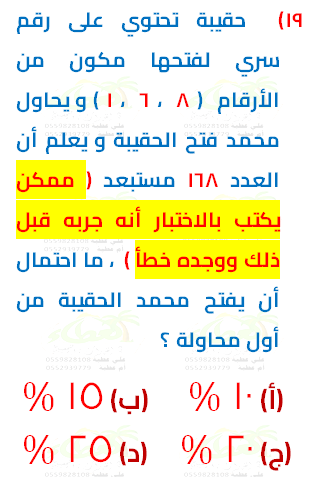 ١٩) حقيبة تحتوي على رقم
سري لفتحها مكون من
الأرقام ( ٨ ، ٦ ، ١ ) و يحاول
محمد فتح الحقيبة و يعلم أن
العدد ١٦٨ مستبعد ( ممكن
يكتب بالاختبار أنه جربه قبل
ذلك ووجده خطأ ) ، ما احتمال
أن يفتح محمد الحقيبة من
أول محاولة ؟
(أ) ١٠ % (ب) ١٥ %
(ج) ٢٠ % (د) ٢٥ %